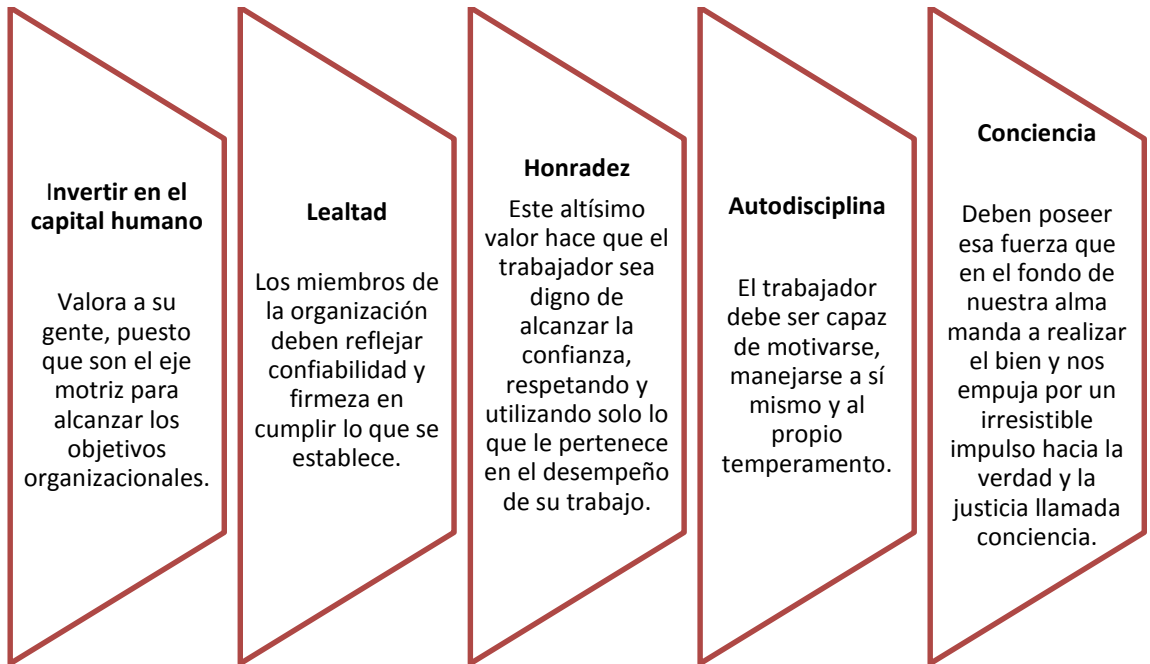 Invertir en el
capital humano
Valora a su
gente, puesto
que son el eje
motriz para
alcanzar los
objetivos
organizacionales.
Lealtad
Los miembros de
la organización
deben reflejar
confiabilidad y
firmeza en
cumplir lo que se
establece.
Honradez
Este altísimo
valor hace que el
trabajador sea
digno de
alcanzar la
confianza,
respetando y
utilizando solo lo
que le pertenece
en el desempeño
de su trabajo.
Autodisciplina
El trabajador
debe ser capaz
de motivarse,
manejarse a sí
mismo y al
propio
temperamento.
Conciencia
Deben poseer
esa fuerza que
en el fondo de
nuestra alma
manda a realizar
el bien y nos
empuja por un
irresistible
impulso hacia la
verdad y la
justicia llamada
conciencia.